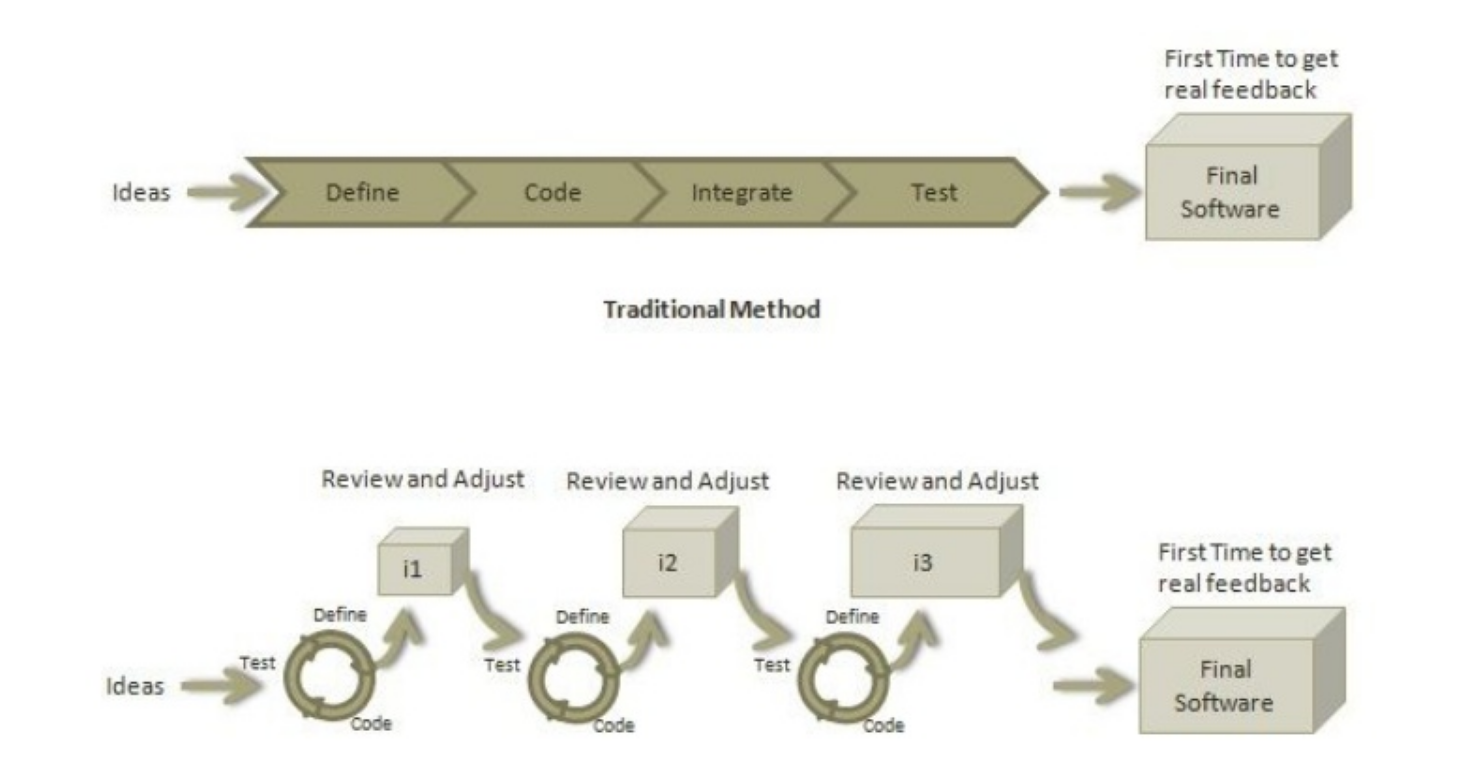 First Time to get
real feedback
Ideas
Define
Code
Integrate
Test
Final
Software
Traditional Method
Review and Adjust
Review and Adjust
Review and Adjust
i1
i2
i3
First Time to get
real feedback
Define
Define
Define
Test
Test
Test
Ideas
Final
Software
Code
Code
Code